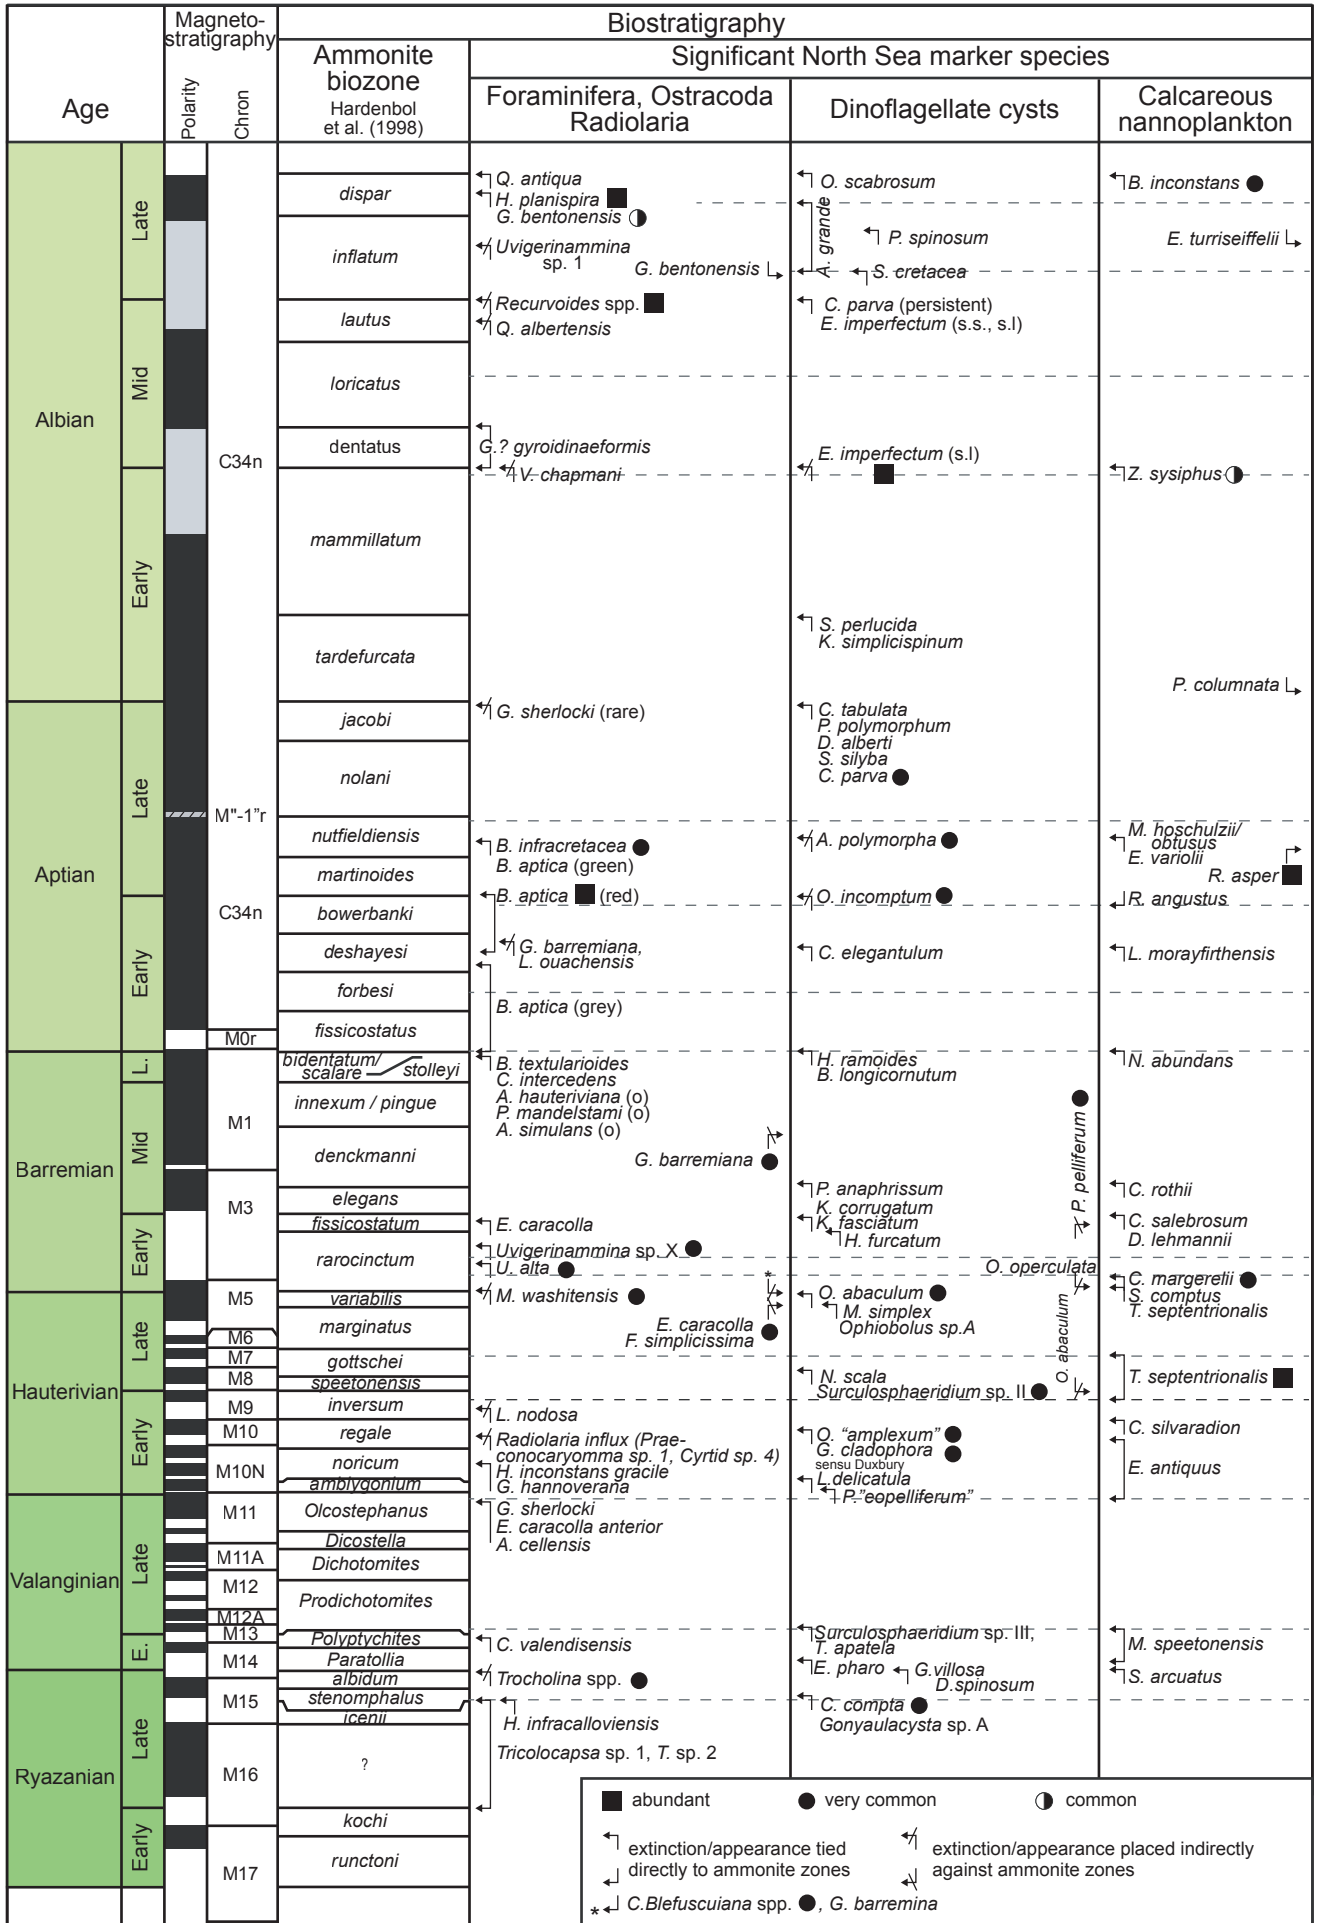 Age
Magneto-
stratigraphy
Polarity
Chron
Biostratigraphy
Ammonite
biozone
Hardenbol
et al. (1998)
Significant North Sea marker species
Foraminifera, Ostracoda
Radiolaria
Dinoflagellate cysts
Calcareous
nannoplankton
Albian
Late
Mid
Early
Aptian
Late
Early
Barremian
L.
Mid
Early
Hauterivian
Late
Early
Valanginian
Late
E.
Ryazanian
Late
Early
C34n
M"-1"r
C34n
M0r
M1
M3
M5
M6
M7
M8
M9
M10
M10N
M11
M11A
M12
M12A
M13
M14
M15
M16
M17
dispar
inflatum
lautus
loricatus
dentatus
mammillatum
tardefurcata
jacobi
nolani
nutfieldiensis
martinoides
bowerbanki
deshayesi
forbesi
fissicostatus
bidentatum/
scalare
stolleyi
innexum / pingue
denckmanni
elegans
fissicostatum
rarocinctum
variabilis
marginatus
gottschei
speetonensis
inversum
regale
noricum
amblygonium
Olcostephanus
Dicostella
Dichotomites
Prodichotomites
Polyptychites
Paratollia
albidum
stenomphalus
icenii
?
kochi
runctoni
Q. antiqua
H. planispira
G. bentonensis
Uvigerinammina
sp. 1
G. bentonensis
Recurvoides spp.
Q. albertensis
G.? gyroidinaeformis
V. chapmani
G. sherlocki (rare)
B. infracretacea
B. aptica (green)
B. aptica (red)
G. barremiana,
L. ouachensis
B. aptica (grey)
B. textularioides
C. intercedens
A. hauteriviana (o)
P. mandelstami (o)
A. simulans (o)
G. barremiana
E. caracolla
Uvigerinammina sp. X
U. alta
*
M. washitensis
E. caracolla
F. simplicissima
L. nodosa
Radiolaria influx (Prae-
conocaryomma sp. 1, Cyrtid sp. 4)
H. inconstans gracile
G. hannoverana
G. sherlocki
E. caracolla anterior
A. cellensis
C. valendisensis
Trocholina spp.
H. infracalloviensis
Tricolocapsa sp. 1, T. sp. 2
O. scabrosum
A. grande
P. spinosum
S. cretacea
C. parva (persistent)
E. imperfectum (s.s., s.l)
E. imperfectum (s.l)
S. perlucida
K. simplicispinum
C. tabulata
P. polymorphum
D. alberti
S. silyba
C. parva
A. polymorpha
O. incomptum
C. elegantulum
H. ramoides
B. longicornutum
P. pelliferum
P. anaphrissum
K. corrugatum
K. fasciatum
H. furcatum
O. operculata
O. abaculum
M. simplex
Ophiobolus sp.A
O. abaculum
N. scala
Surculosphaeridium sp. II
O. "amplexum"
G. cladophora
sensu Duxbury
L.delicatula
P."eopelliferum"
Surculosphaeridium sp. III,
T. apatela
E. pharo
G.villosa
D.spinosum
C. compta
Gonyaulacysta sp. A
B. inconstans
E. turriseiffelii
Z. sysiphus
P. columnata
M. hoschulzii/
obtusus
E. variolii
R. asper
R. angustus
L. morayfirthensis
N. abundans
C. rothii
C. salebrosum
D. lehmannii
C. margerelii
S. comptus
T. septentrionalis
T. septentrionalis
C. silvaradion
E. antiquus
M. speetonensis
S. arcuatus
abundant
very common
common
extinction/appearance tied
directly to ammonite zones
extinction/appearance placed indirectly
against ammonite zones
* C.Blefuscuiana spp. , G. barremina